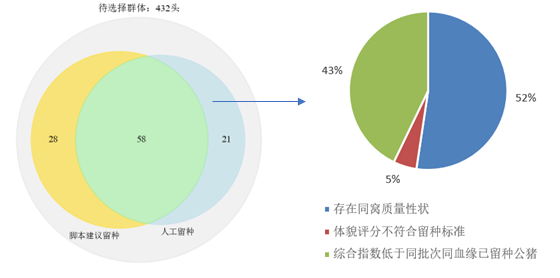 待选择群体：432头
28
58
21
脚本建议留种
人工留种
43%
52%
5%
存在同窝质量性状
体貌评分不符合留种标准
综合指数低于同批次同血缘已留种公猪